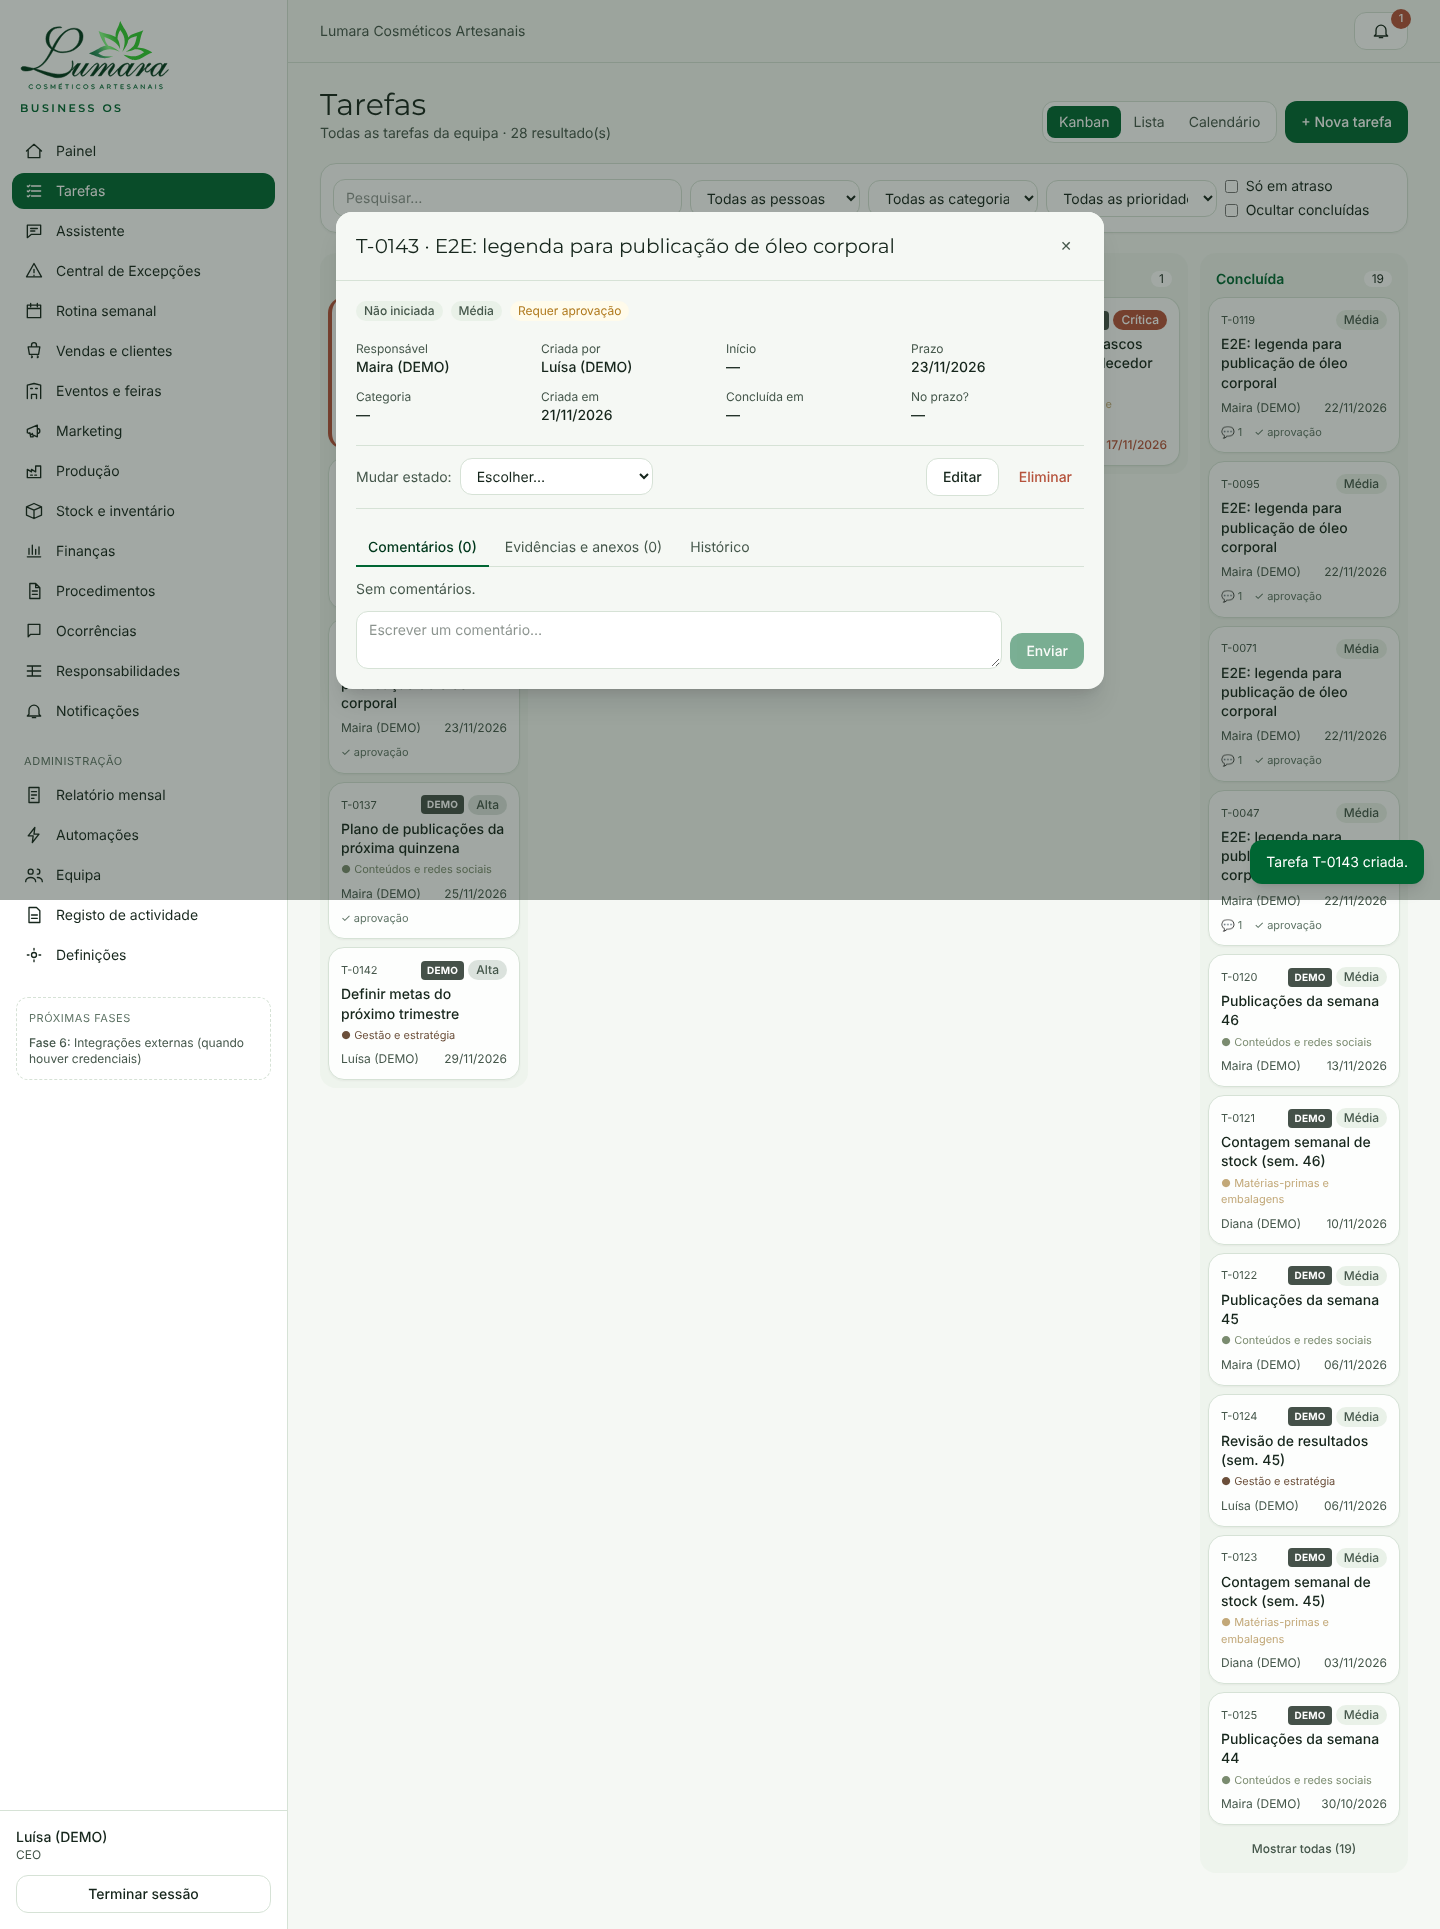 Lumara
COSMÉTICOS ARTESANAIS
BUSINESS OS
Painel
Tarefas
Assistente
Central de Excepções
Rotina semanal
Vendas e clientes
Eventos e feiras
Marketing
Produção
Stock e inventário
Finanças
Procedimentos
Ocorrências
Responsabilidades
Notificações
ADMINISTRAÇÃO
Relatório mensal
Automações
Equipa
Registo de actividade
Definições
PRÓXIMAS FASES
Fase 6: Integrações externas (quando
houver credenciais)
Luísa (DEMO)
CEO
Terminar sessão
Lumara Cosméticos Artesanais
1
Tarefas
Todas as tarefas da equipa · 28 resultado(s)
Kanban Lista Calendário
+ Nova tarefa
Pesquisar...
Todas as pessoas
Todas as categoria
Todas as prioridad
Só em atraso
Ocultar concluídas
T-0143 · E2E: legenda para publicação de óleo corporal
×
Não iniciada Média Requer aprovação
Responsável Criada por Início Prazo
Maira (DEMO) Luísa (DEMO) — 23/11/2026
Categoria Criada em Concluída em No prazo?
— 21/11/2026 — —
Mudar estado: Escolher... Editar Eliminar
Comentários (0) Evidências e anexos (0) Histórico
Sem comentários.
Escrever um comentário...
Enviar
corporal
Maira (DEMO) 23/11/2026
✓ aprovação
T-0137 DEMO Alta
Plano de publicações da
próxima quinzena
Conteúdos e redes sociais
Maira (DEMO) 25/11/2026
✓ aprovação
T-0142 DEMO Alta
Definir metas do
próximo trimestre
Gestão e estratégia
Luísa (DEMO) 29/11/2026
1
Crítica
17/11/2026
Concluída 19
T-0119 Média
E2E: legenda para
publicação de óleo
corporal
Maira (DEMO) 22/11/2026
1 ✓ aprovação
T-0095 Média
E2E: legenda para
publicação de óleo
corporal
Maira (DEMO) 22/11/2026
1 ✓ aprovação
T-0071 Média
E2E: legenda para
publicação de óleo
corporal
Maira (DEMO) 22/11/2026
1 ✓ aprovação
T-0047 Média
E2E: legenda para
Tarefa T-0143 criada.
Maira (DEMO) 22/11/2026
1 ✓ aprovação
T-0120 DEMO Média
Publicações da semana
46
Conteúdos e redes sociais
Maira (DEMO) 13/11/2026
T-0121 DEMO Média
Contagem semanal de
stock (sem. 46)
Matérias-primas e
embalagens
Diana (DEMO) 10/11/2026
T-0122 DEMO Média
Publicações da semana
45
Conteúdos e redes sociais
Maira (DEMO) 06/11/2026
T-0124 DEMO Média
Revisão de resultados
(sem. 45)
Gestão e estratégia
Luísa (DEMO) 06/11/2026
T-0123 DEMO Média
Contagem semanal de
stock (sem. 45)
Matérias-primas e
embalagens
Diana (DEMO) 03/11/2026
T-0125 DEMO Média
Publicações da semana
44
Conteúdos e redes sociais
Maira (DEMO) 30/10/2026
Mostrar todas (19)